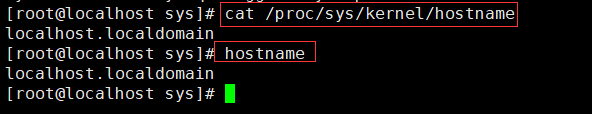 [root@localhost sys]# cat /proc/sys/kernel/hostname
localhost.localdomain
[root@localhost sys]# hostname
localhost.localdomain
[root@localhost sys]#